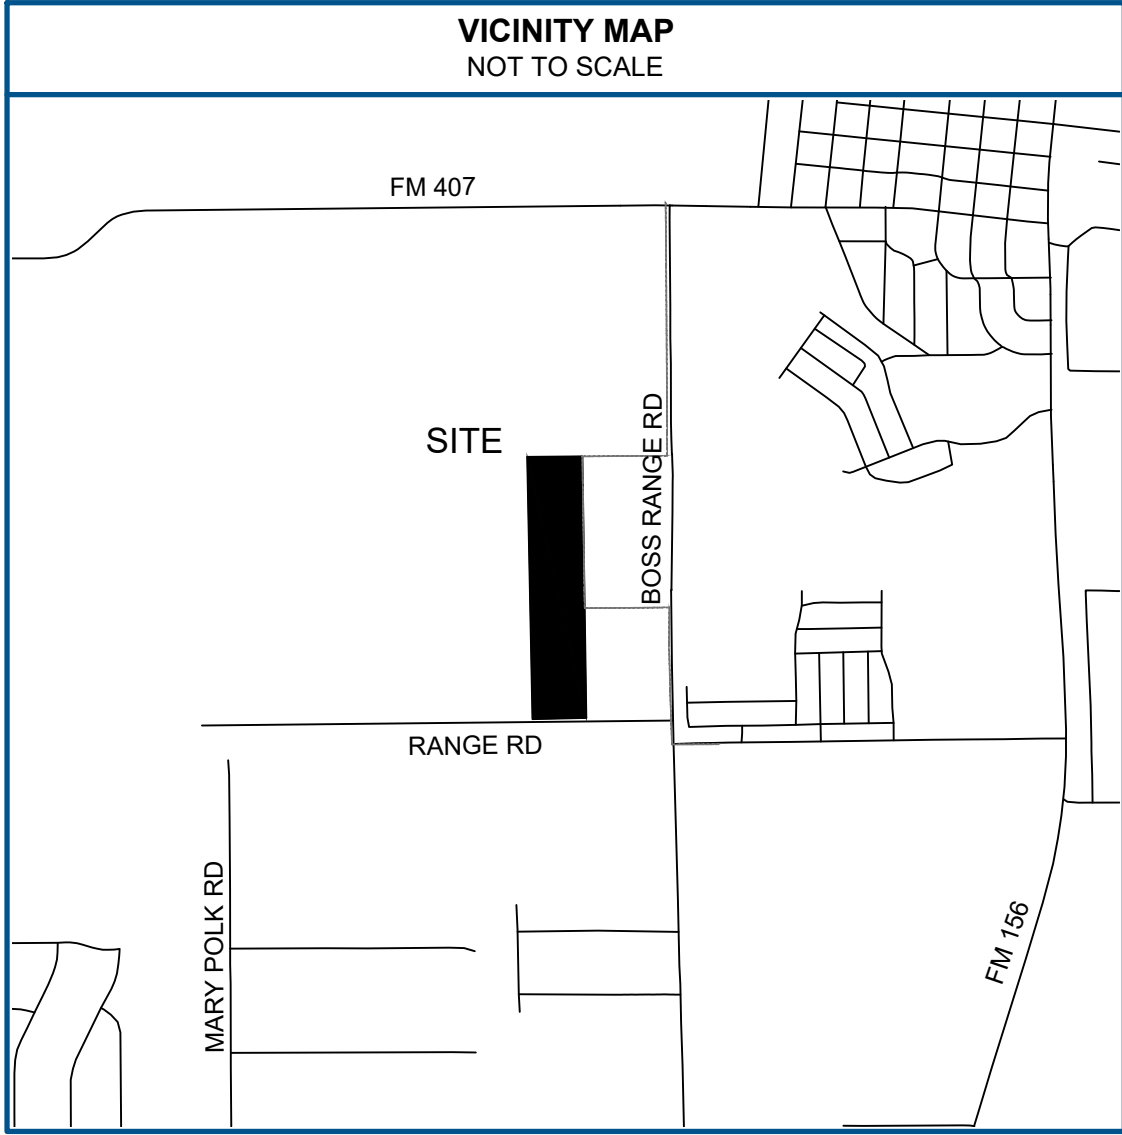 VICINITY MAP
NOT TO SCALE
FM 407
SITE
BOSS RANGE RD
RANGE RD
MARY POLK RD
FM 156